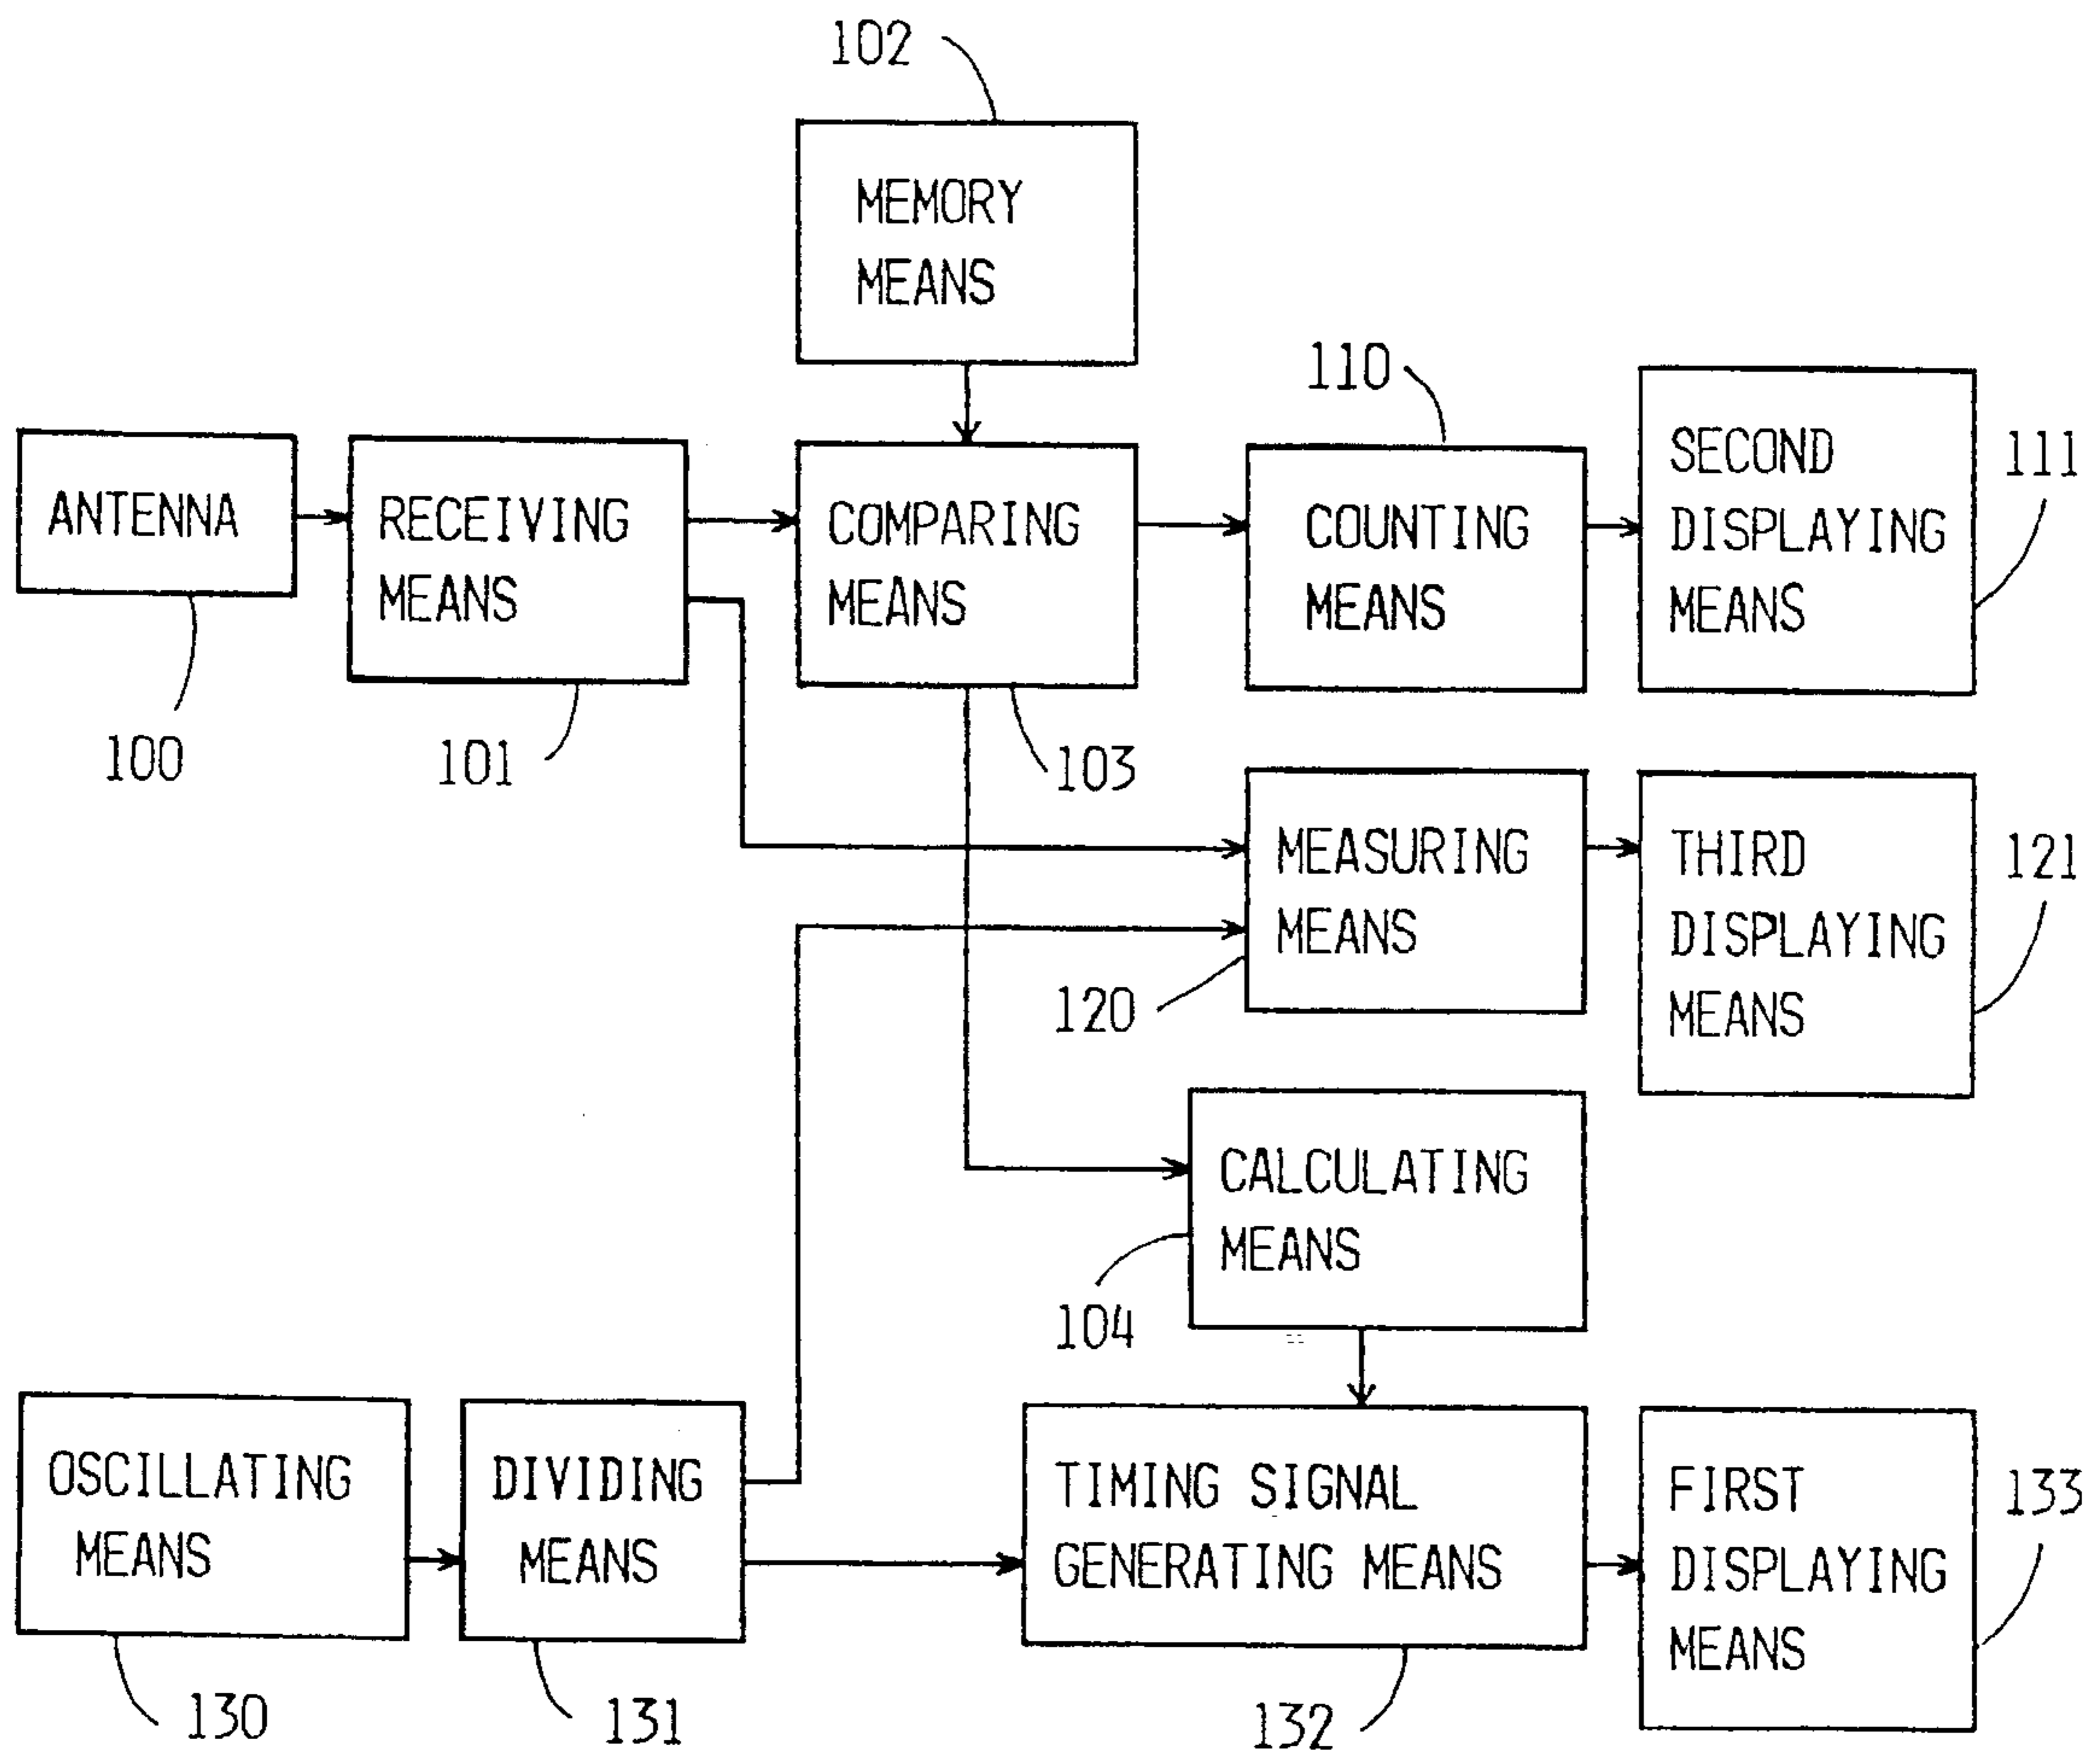 102
MEMORY
MEANS
110
ANTENNA
100
RECEIVING
MEANS
101
COMPARING
MEANS
103
COUNTING
MEANS
SECOND
DISPLAYING
MEANS
111
MEASURING
MEANS
120
THIRD
DISPLAYING
MEANS
121
CALCULATING
MEANS
104
OSCILLATING
MEANS
130
DIVIDING
MEANS
131
TIMING SIGNAL
GENERATING MEANS
132
FIRST
DISPLAYING
MEANS
133